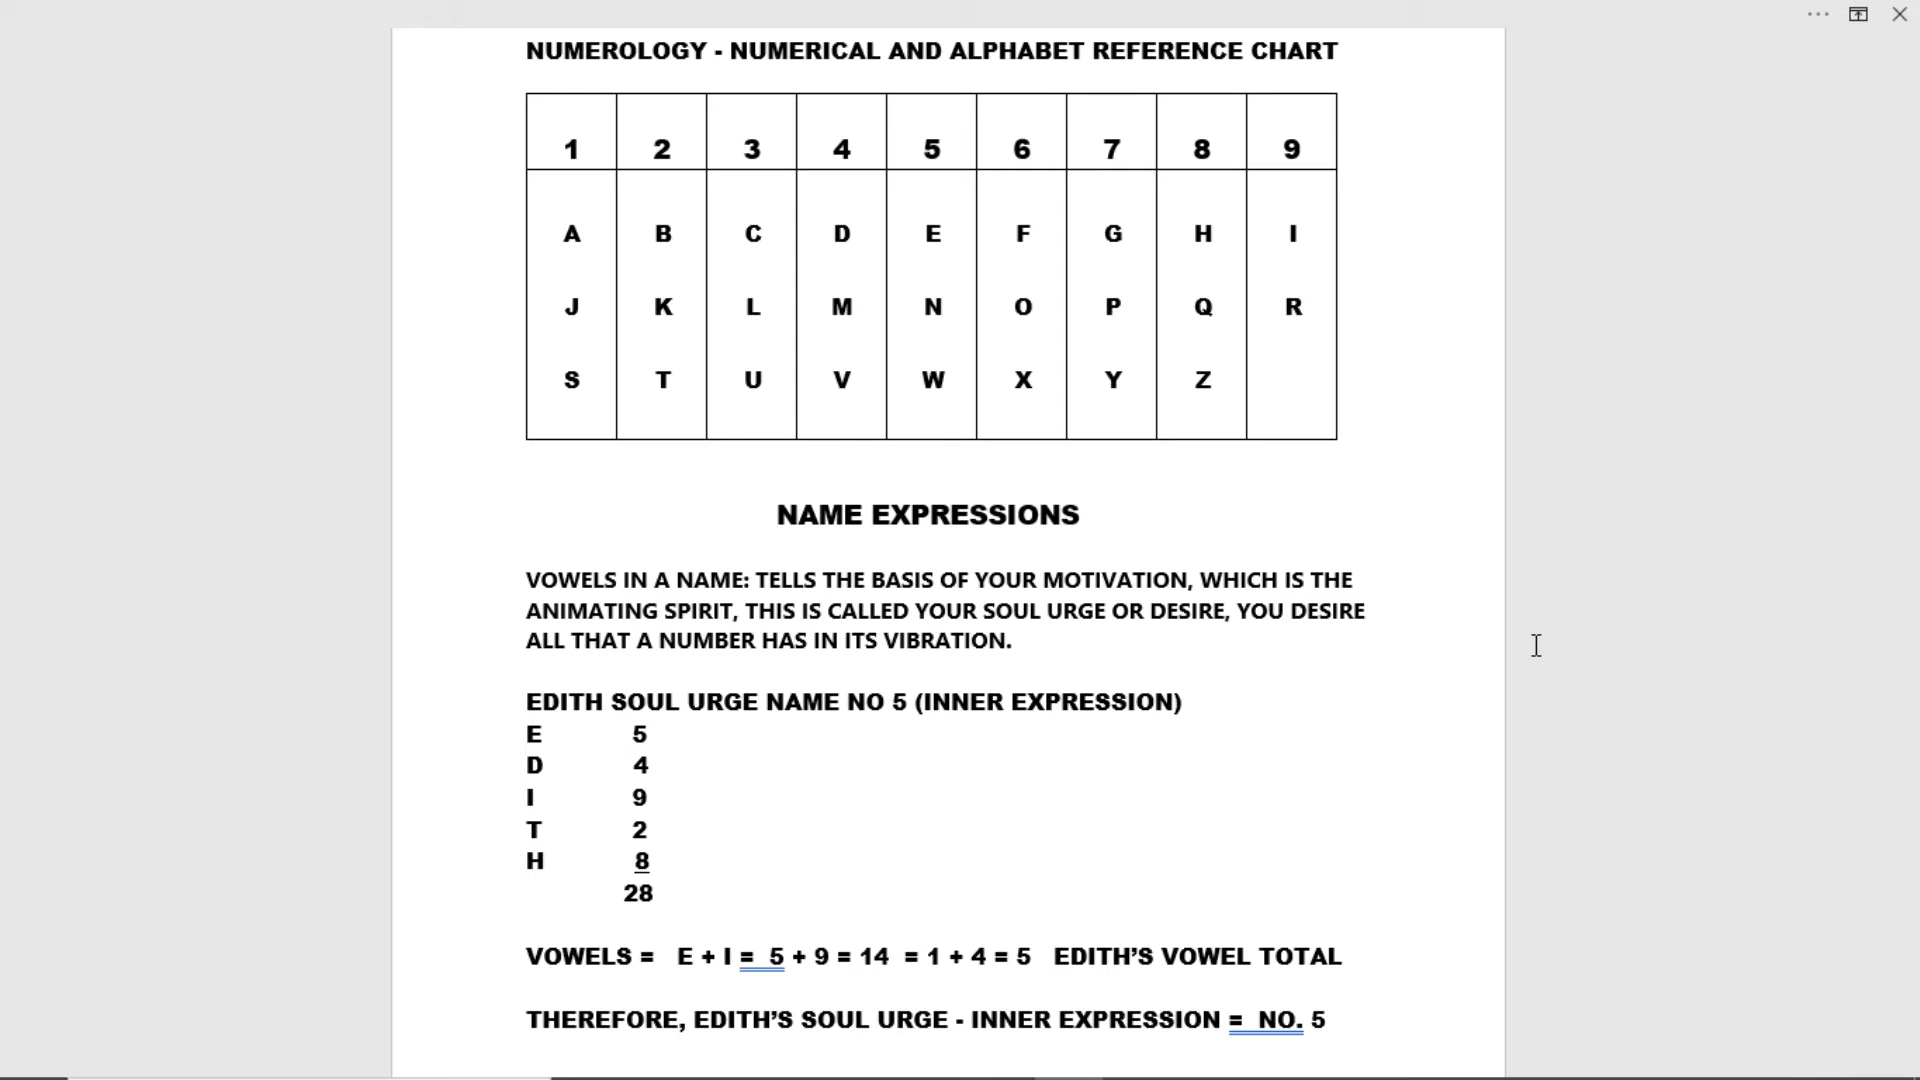 NUMEROLOGY - NUMERICAL AND ALPHABET REFERENCE CHART
1 2 3 4 5 6 7 8 9
A B C D E F G H I
J K L M N O P Q R
S T U V W X Y Z
NAME EXPRESSIONS
VOWELS IN A NAME: TELLS THE BASIS OF YOUR MOTIVATION, WHICH IS THE
ANIMATING SPIRIT, THIS IS CALLED YOUR SOUL URGE OR DESIRE, YOU DESIRE
ALL THAT A NUMBER HAS IN ITS VIBRATION.
EDITH SOUL URGE NAME NO 5 (INNER EXPRESSION)
E 5
D 4
I 9
T 2
H 8
28
VOWELS = E + I = 5 + 9 = 14 = 1 + 4 = 5 EDITH’S VOWEL TOTAL
THEREFORE, EDITH’S SOUL URGE - INNER EXPRESSION = NO. 5